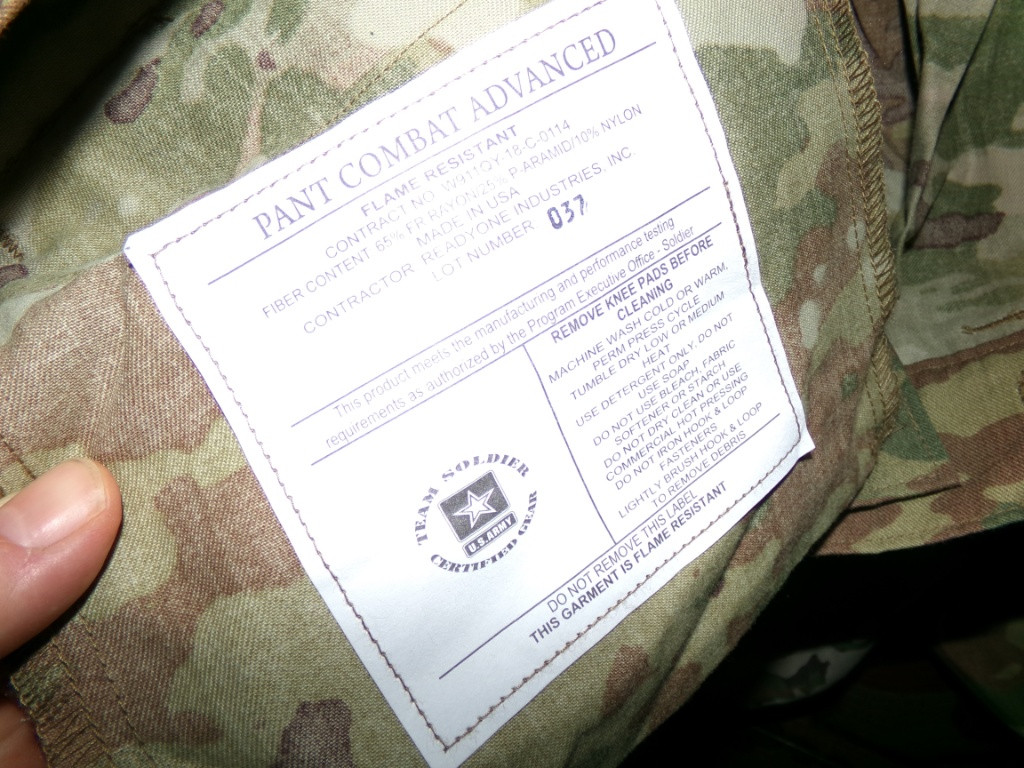 PANT COMBAT ADVANCED
FLAME RESISTANT
CONTRACT NO. W911QY-18-C-0114
FIBER CONTENT 65% FR RAYON/25% P-ARAMID/10% NYLON
MADE IN USA
CONTRACTOR READYONE INDUSTRIES, INC.
LOT NUMBER 037
This product meets the manufacturing and performance testing
requirements as authorized by the Program Executive Office - Soldier
TEAM SOLDIER
U.S.ARMY
CERTIFIED GEAR
REMOVE KNEE PADS BEFORE
CLEANING
MACHINE WASH COLD OR WARM,
PERM PRESS CYCLE
TUMBLE DRY LOW OR MEDIUM
HEAT
USE DETERGENT ONLY, DO NOT
USE SOAP
DO NOT USE BLEACH, FABRIC
SOFTENER OR STARCH
DO NOT DRY CLEAN OR USE
COMMERCIAL HOT PRESSING
DO NOT IRON HOOK & LOOP
FASTENERS
LIGHTLY BRUSH HOOK & LOOP
TO REMOVE DEBRIS
DO NOT REMOVE THIS LABEL
THIS GARMENT IS FLAME RESISTANT